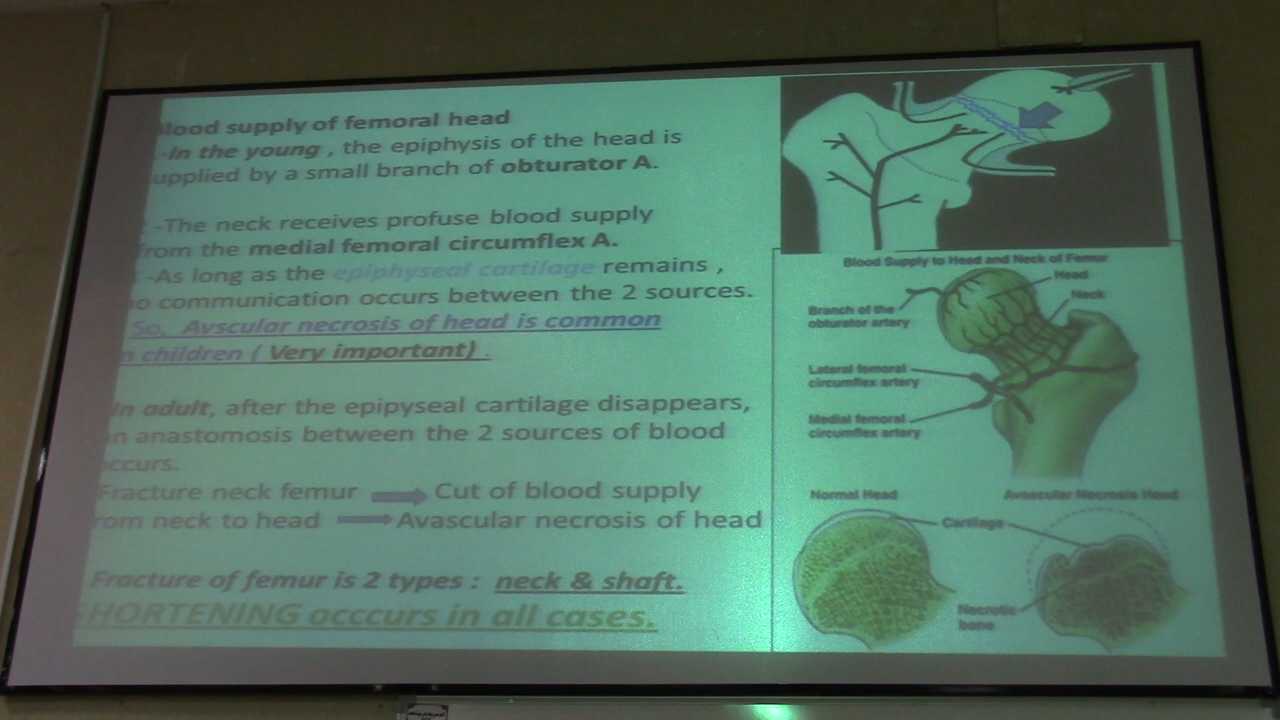 lood supply of femoral head
-In the young , the epiphysis of the head is
upplied by a small branch of obturator A.
-The neck receives profuse blood supply
from the medial femoral circumflex A.
-As long as the epiphyseal cartilage remains ,
o communication occurs between the 2 sources.
So, Avscular necrosis of head is common
n children ( Very important) .
In adult, after the epipyseal cartilage disappears,
n anastomosis between the 2 sources of blood
occurs.
Fracture neck femur Cut of blood supply
rom neck to head Avascular necrosis of head
Fracture of femur is 2 types : neck & shaft.
SHORTENING occcurs in all cases.
Blood Supply to Head and Neck of Femur
Head
Neck
Branch of the
obturator artery
Lateral femoral
circumflex artery
Medial femoral
circumflex artery
Normal Head
Avascular Necrosis Head
Cartilage
Necrotic
bone